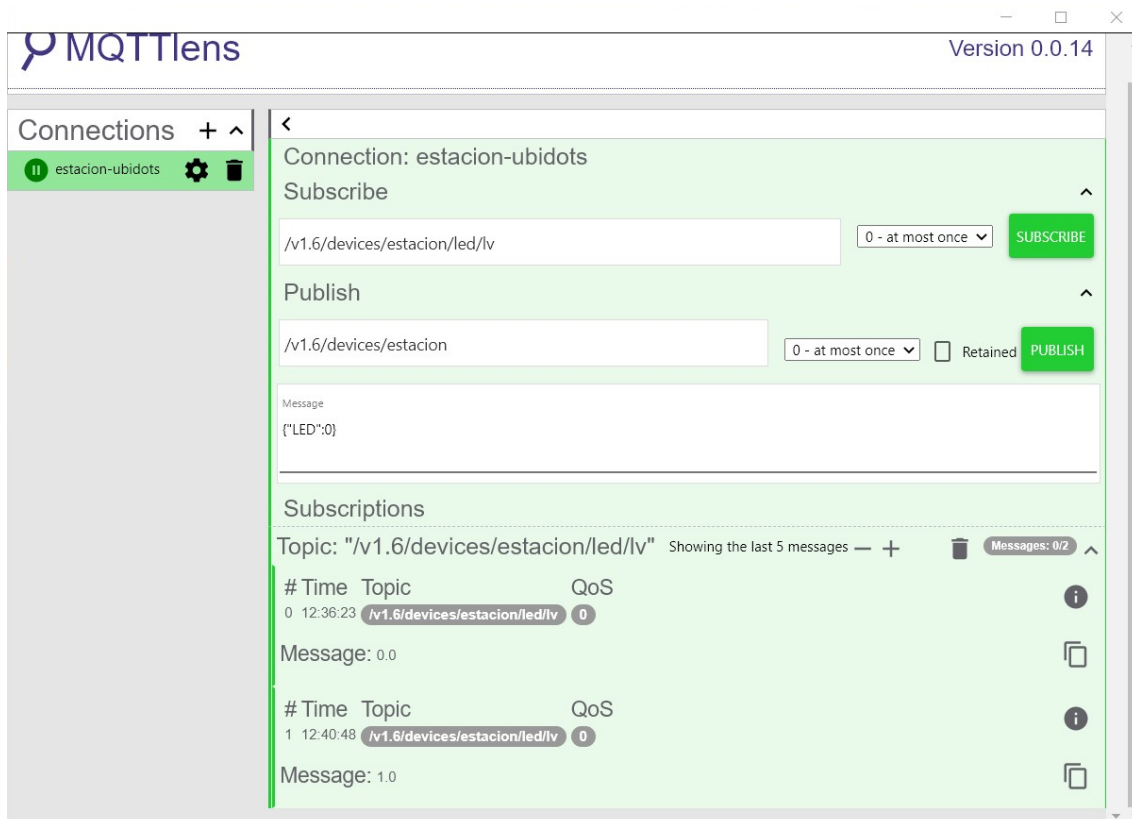 MQTTlens
Version 0.0.14
Connections
estacion-ubidots
Connection: estacion-ubidots
Subscribe
/v1.6/devices/estacion/led/lv
0 - at most once
SUBSCRIBE
Publish
/v1.6/devices/estacion
0 - at most once
Retained
PUBLISH
Message
{"LED":0}
Subscriptions
Topic: "/v1.6/devices/estacion/led/lv" Showing the last 5 messages Messages: 0/2
# Time Topic QoS
0 12:36:23 /v1.6/devices/estacion/led/lv 0
Message: 0.0
# Time Topic QoS
1 12:40:48 /v1.6/devices/estacion/led/lv 0
Message: 1.0